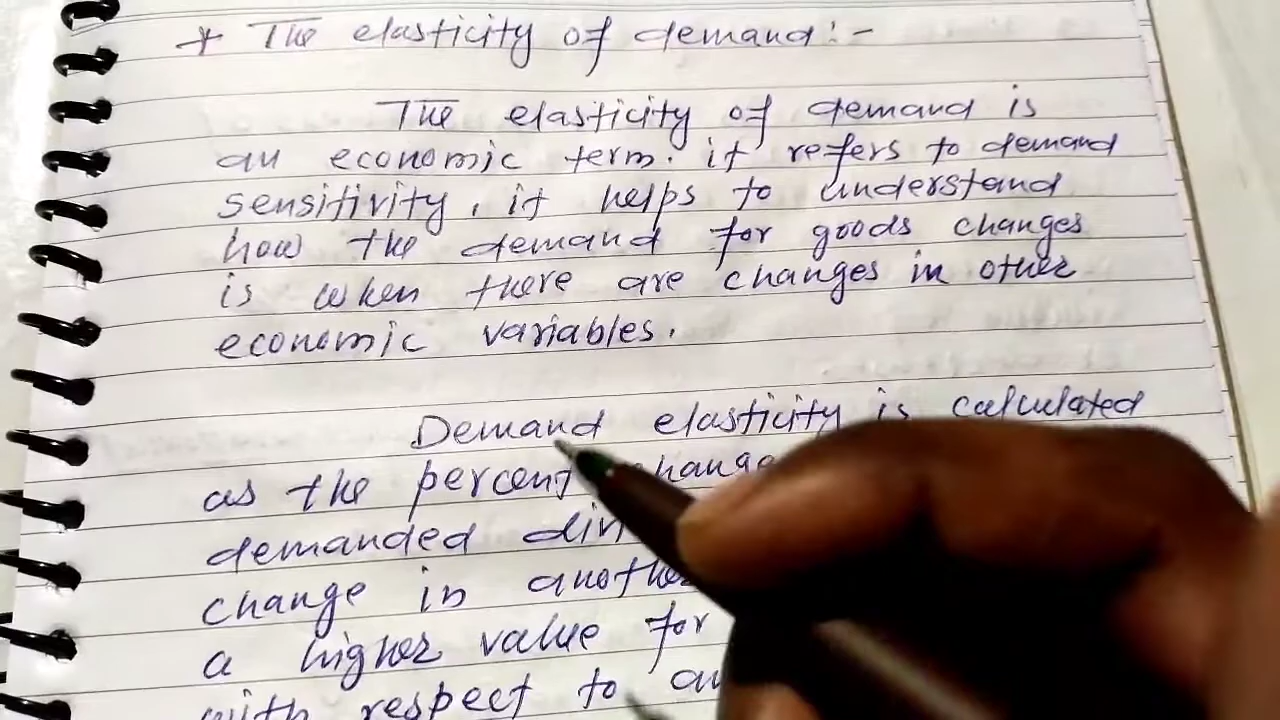 * The elasticity of demand:-
The elasticity of demand is
an economic term. it refers to demand
sensitivity, it helps to understand
how the demand for goods changes
is when there are changes in other
economic variables.
Demand elasticity is calculated
as the percent change
demanded
change in
a higher value for
with respect to